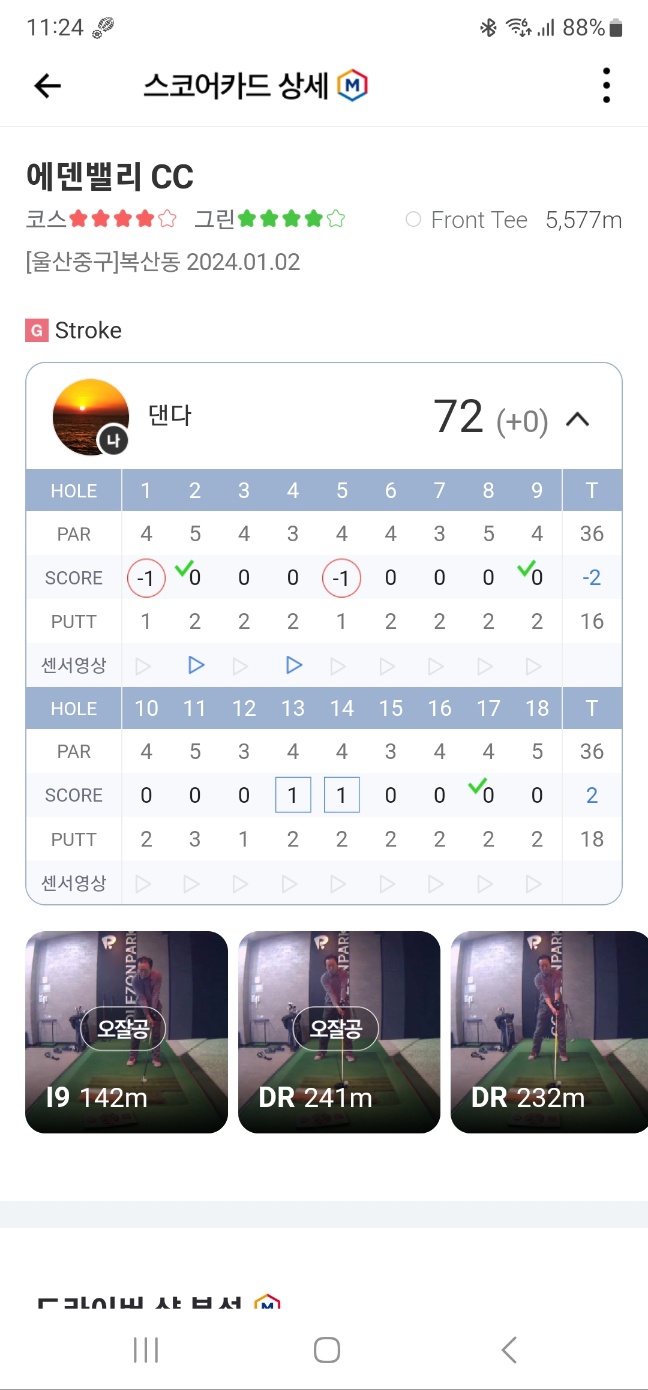 11:24 88%
스코어카드 상세 M
에덴밸리 CC
코스 그린 Front Tee 5,577m
[울산중구]복산동 2024.01.02
G Stroke
댄다 72 (+0)
나
HOLE 1 2 3 4 5 6 7 8 9 T
PAR 4 5 4 3 4 4 3 5 4 36
SCORE -1 0 0 0 -1 0 0 0 0 -2
PUTT 1 2 2 2 1 2 2 2 2 16
센서영상
HOLE 10 11 12 13 14 15 16 17 18 T
PAR 4 5 3 4 4 3 4 4 5 36
SCORE 0 0 0 1 1 0 0 0 0 2
PUTT 2 3 1 2 2 2 2 2 2 18
센서영상
오잘공 오잘공
I9 142m DR 241m DR 232m
드라이버 샷 분석 M